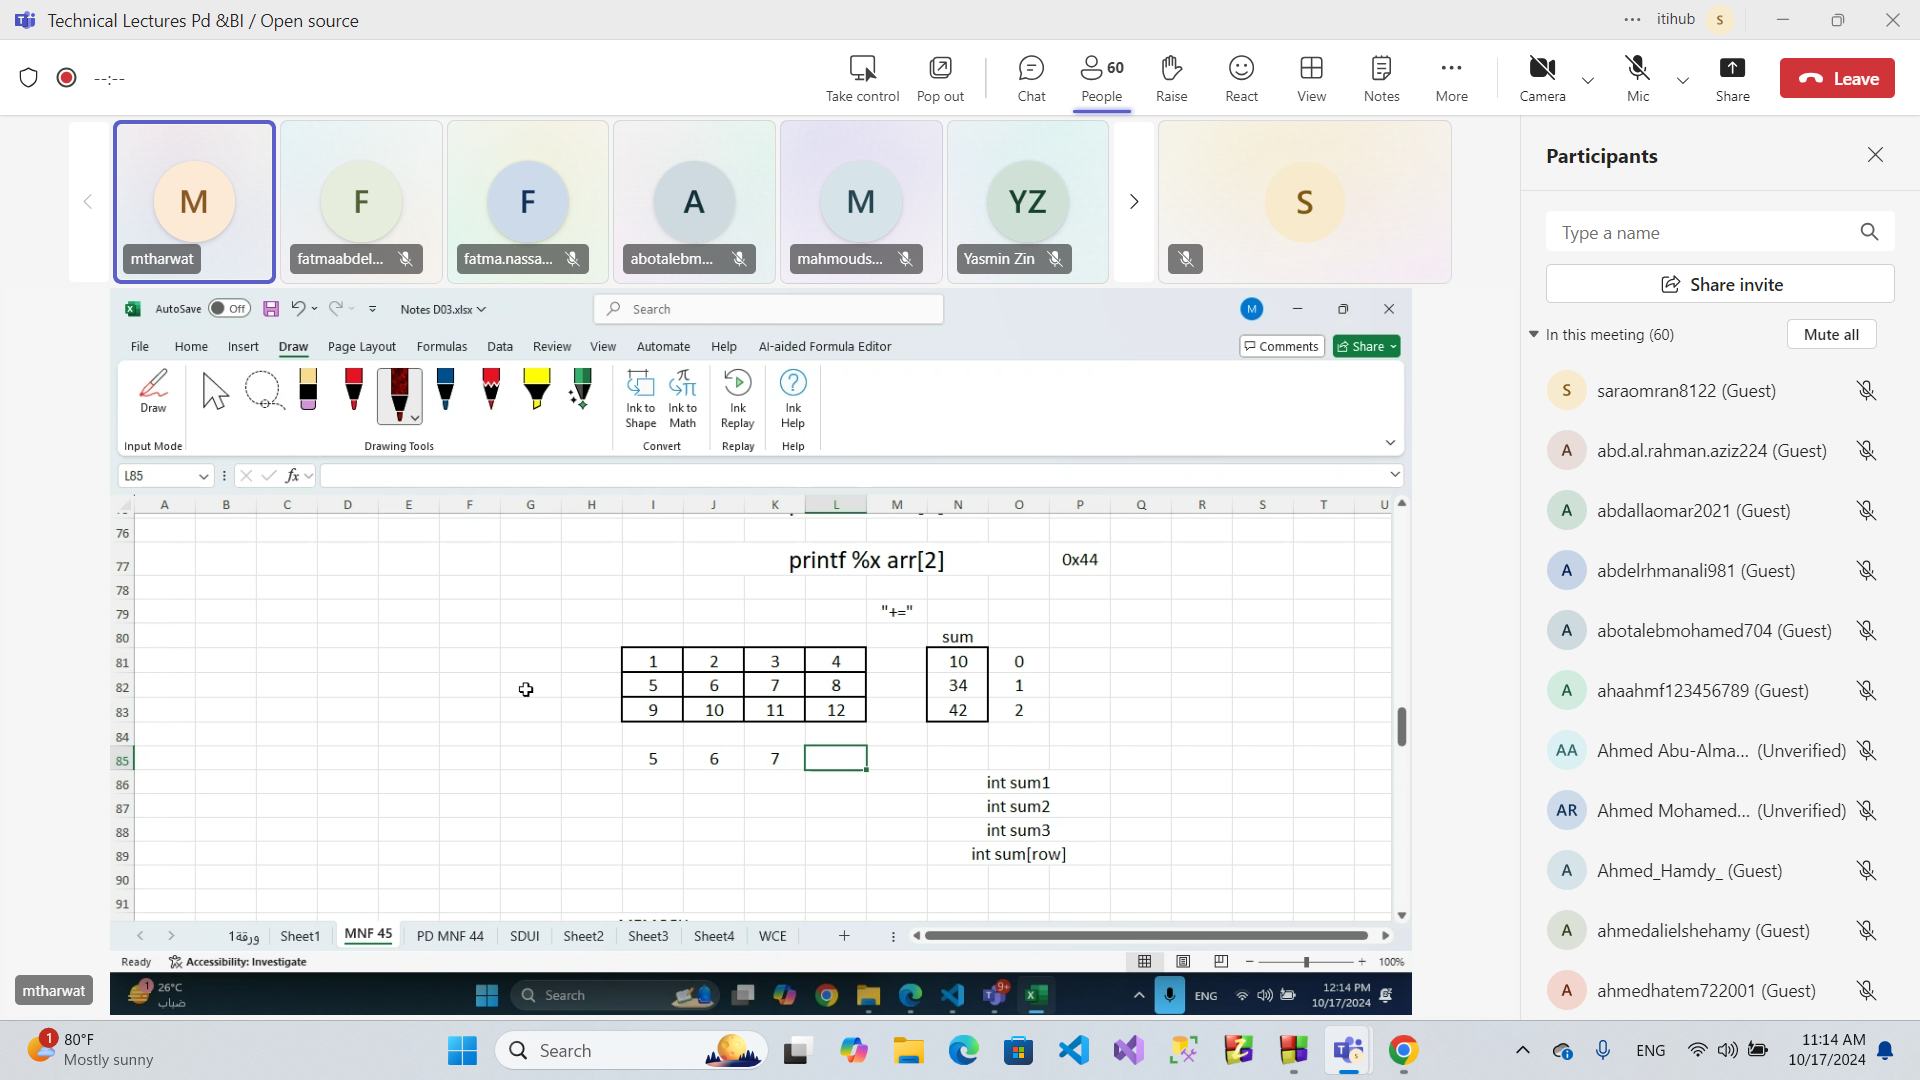 Technical Lectures Pd &BI / Open source
itihub S
--:--
Take control Pop out Chat People 60 Raise React View Notes More Camera Mic Share Leave
M F F A M YZ S
mtharwat fatmaabdel... fatma.nassa... abotalebm... mahmouds... Yasmin Zin
Participants
Type a name
Share invite
In this meeting (60) Mute all
S saraomran8122 (Guest)
A abd.al.rahman.aziz224 (Guest)
A abdallaomar2021 (Guest)
A abdelrhmanali981 (Guest)
A abotalebmohamed704 (Guest)
A ahaahmf123456789 (Guest)
AA Ahmed Abu-Alma... (Unverified)
AR Ahmed Mohamed... (Unverified)
A Ahmed_Hamdy_ (Guest)
A ahmedalielshehamy (Guest)
A ahmedhatem722001 (Guest)
AutoSave Off Notes D03.xlsx Search M
File Home Insert Draw Page Layout Formulas Data Review View Automate Help AI-aided Formula Editor Comments Share
Draw Ink to Shape Ink to Math Ink Replay Ink Help
Input Mode Drawing Tools Convert Replay Help
L85 fx
A B C D E F G H I J K L M N O P Q R S T U
76
77 printf %x arr[2] 0x44
78
79 "+="
80 sum
81 1 2 3 4 10 0
82 5 6 7 8 34 1
83 9 10 11 12 42 2
84
85 5 6 7
86 int sum1
87 int sum2
88 int sum3
89 int sum[row]
90
91
ورقة1 Sheet1 MNF 45 PD MNF 44 SDUI Sheet2 Sheet3 Sheet4 WCE
Ready Accessibility: Investigate 100%
mtharwat
1 26°C
ضباب
Search 9+ ENG 12:14 PM
10/17/2024
1 80°F
Mostly sunny
Search ENG 11:14 AM
10/17/2024